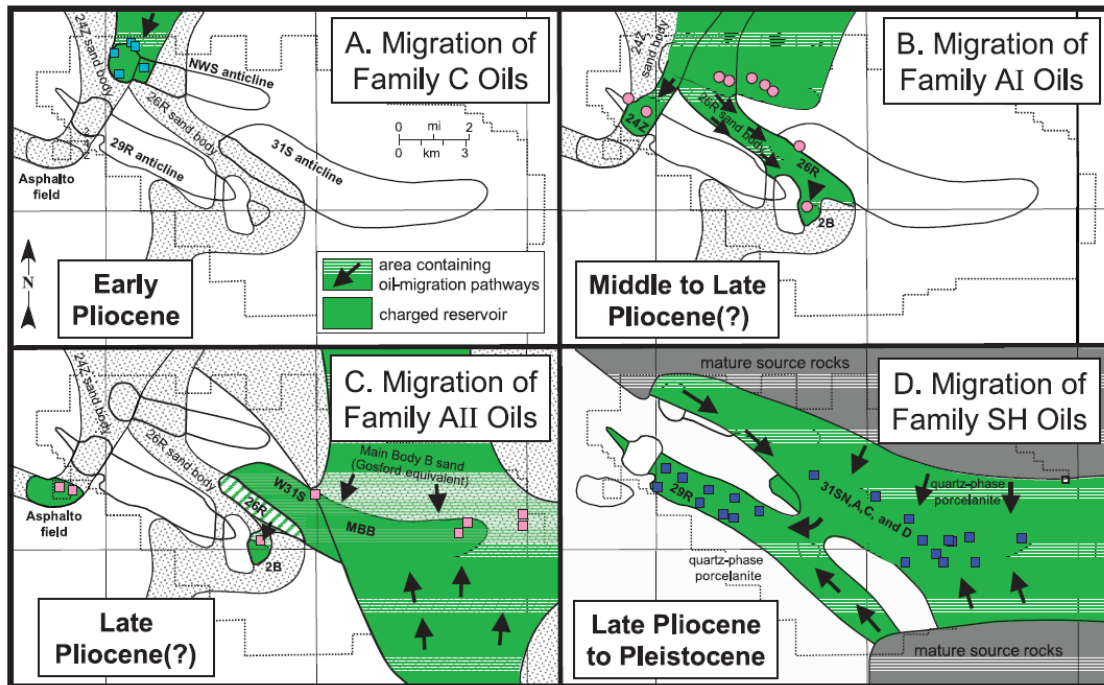 A. Migration of
Family C Oils
24Z sand body
NWS anticline
26R sand body
29R anticline
31S anticline
Asphalto
field
0 mi 2
0 km 3
N
Early
Pliocene
area containing
oil-migration pathways
charged reservoir
B. Migration of
Family AI Oils
24Z
sand body
24Z
26R sand body
26R
2B
Middle to Late
Pliocene(?)
C. Migration of
Family AII Oils
24Z sand body
26R sand body
Main Body B sand
(Gosford equivalent)
W31S
26R
MBB
Asphalto
field
2B
Late
Pliocene(?)
D. Migration of
Family SH Oils
mature source rocks
quartz-phase
porcelanite
31SN,A,C, and D
29R
quartz-phase
porcelanite
Late Pliocene
to Pleistocene
mature source rocks